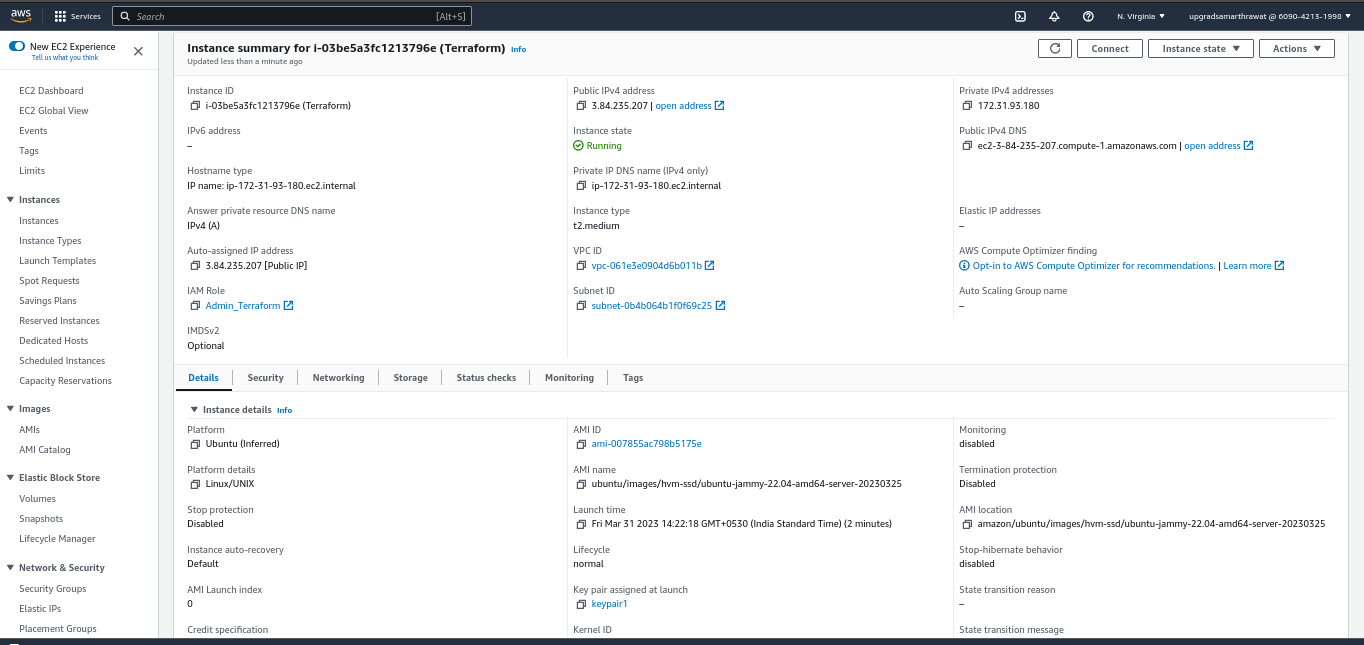 aws
Services
Search
[Alt+S]
N. Virginia
upgradsamarthrawat @ 6090-4213-1998
New EC2 Experience
Tell us what you think
EC2 Dashboard
EC2 Global View
Events
Tags
Limits
Instances
Instances
Instance Types
Launch Templates
Spot Requests
Savings Plans
Reserved Instances
Dedicated Hosts
Scheduled Instances
Capacity Reservations
Images
AMIs
AMI Catalog
Elastic Block Store
Volumes
Snapshots
Lifecycle Manager
Network & Security
Security Groups
Elastic IPs
Placement Groups
Instance summary for i-03be5a3fc1213796e (Terraform) Info
Updated less than a minute ago
Connect
Instance state
Actions
Instance ID
i-03be5a3fc1213796e (Terraform)
Public IPv4 address
3.84.235.207 | open address
Private IPv4 addresses
172.31.93.180
IPv6 address
–
Instance state
Running
Public IPv4 DNS
ec2-3-84-235-207.compute-1.amazonaws.com | open address
Hostname type
IP name: ip-172-31-93-180.ec2.internal
Private IP DNS name (IPv4 only)
ip-172-31-93-180.ec2.internal
Answer private resource DNS name
IPv4 (A)
Instance type
t2.medium
Elastic IP addresses
–
Auto-assigned IP address
3.84.235.207 [Public IP]
VPC ID
vpc-061e3e0904d6b011b
AWS Compute Optimizer finding
Opt-in to AWS Compute Optimizer for recommendations. | Learn more
IAM Role
Admin_Terraform
Subnet ID
subnet-0b4b064b1f0f69c25
Auto Scaling Group name
–
IMDSv2
Optional
Details
Security
Networking
Storage
Status checks
Monitoring
Tags
Instance details Info
Platform
Ubuntu (Inferred)
AMI ID
ami-007855ac798b5175e
Monitoring
disabled
Platform details
Linux/UNIX
AMI name
ubuntu/images/hvm-ssd/ubuntu-jammy-22.04-amd64-server-20230325
Termination protection
Disabled
Stop protection
Disabled
Launch time
Fri Mar 31 2023 14:22:18 GMT+0530 (India Standard Time) (2 minutes)
AMI location
amazon/ubuntu/images/hvm-ssd/ubuntu-jammy-22.04-amd64-server-20230325
Instance auto-recovery
Default
Lifecycle
normal
Stop-hibernate behavior
disabled
AMI Launch index
0
Key pair assigned at launch
keypair1
State transition reason
–
Credit specification
Kernel ID
State transition message